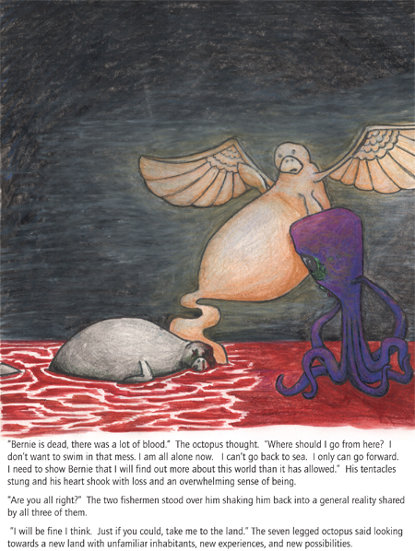 "Bernie is dead, there was a lot of blood."  The octopus thought.  "Where should I go from here?  I
don't want to swim in that mess. I am all alone now.   I can't go back to sea.  I only can go forward.
I need to show Bernie that I will find out more about this world than it has allowed."  His tentacles
stung and his heart shook with loss and an overwhelming sense of being.
"Are you all right?"  The two fishermen stood over him shaking him back into a general reality shared
by all three of them.
"I will be fine I think.  Just if you could, take me to the land." The seven legged octopus said looking
towards a new land with unfamiliar inhabitants, new experiences, and new possibilities.